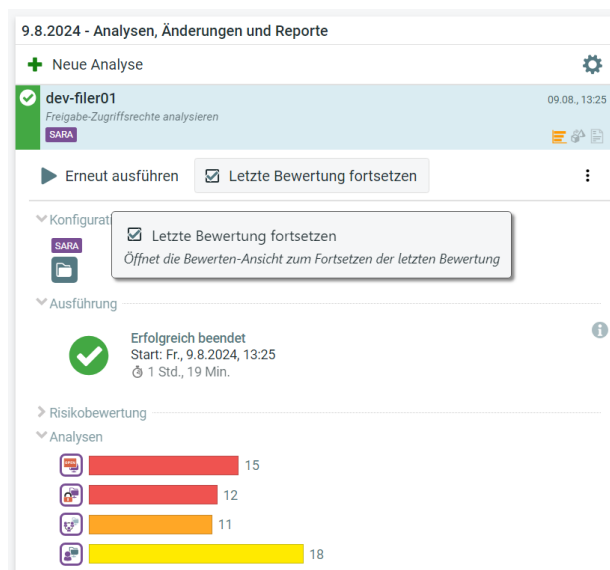 9.8.2024 - Analysen, Änderungen und Reporte
Neue Analyse
dev-filer01
09.08., 13:25
Freigabe-Zugriffsrechte analysieren
SARA
Erneut ausführen
Letzte Bewertung fortsetzen
Konfigurat
Letzte Bewertung fortsetzen
Öffnet die Bewerten-Ansicht zum Fortsetzen der letzten Bewertung
SARA
Ausführung
Erfolgreich beendet
Start: Fr., 9.8.2024, 13:25
1 Std., 19 Min.
Risikobewertung
Analysen
15
12
11
18